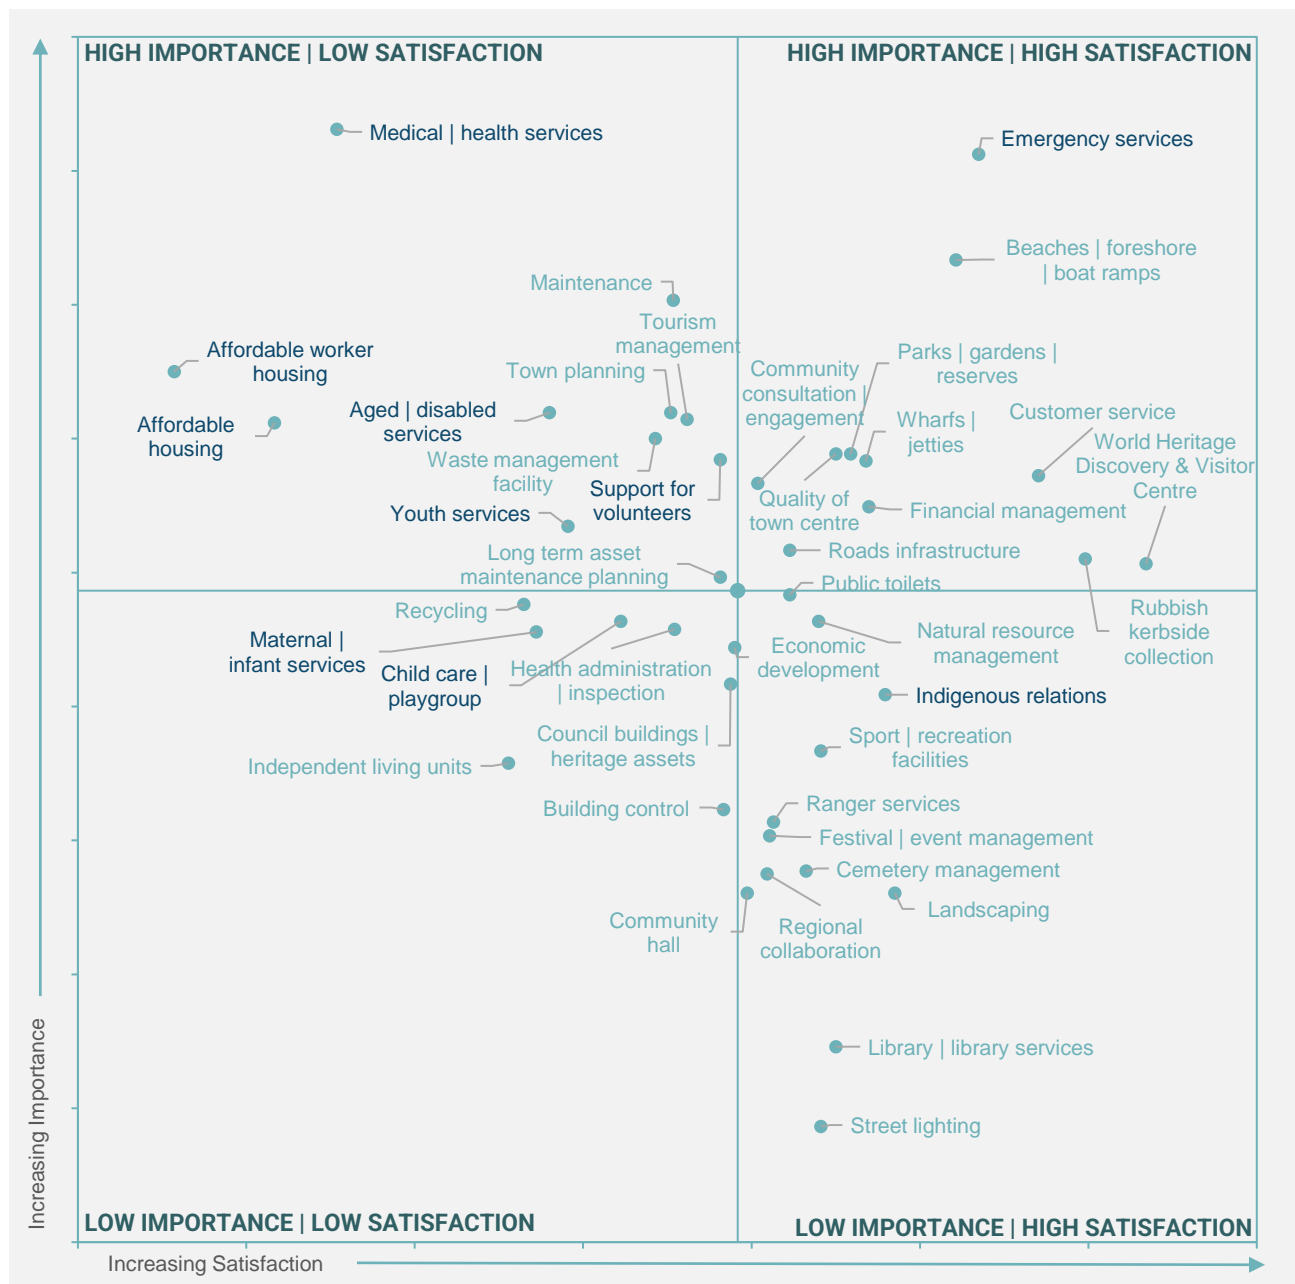 HIGH IMPORTANCE | LOW SATISFACTION
HIGH IMPORTANCE | HIGH SATISFACTION
Medical | health services
Emergency services
Beaches | foreshore
| boat ramps
Maintenance
Tourism
management
Town planning
Affordable worker
housing
Affordable
housing
Aged | disabled
services
Waste management
facility
Support for
volunteers
Youth services
Long term asset
maintenance planning
Community
consultation |
engagement
Parks | gardens |
reserves
Wharfs |
jetties
Customer service
World Heritage
Discovery & Visitor
Centre
Quality of
town centre
Financial management
Roads infrastructure
Public toilets
Rubbish
kerbside
collection
Recycling
Maternal |
infant services
Child care |
playgroup
Health administration
| inspection
Economic
development
Natural resource
management
Indigenous relations
Council buildings |
heritage assets
Sport | recreation
facilities
Independent living units
Building control
Ranger services
Festival | event management
Cemetery management
Landscaping
Community
hall
Regional
collaboration
Library | library services
Street lighting
LOW IMPORTANCE | LOW SATISFACTION
LOW IMPORTANCE | HIGH SATISFACTION
Increasing Importance
Increasing Satisfaction